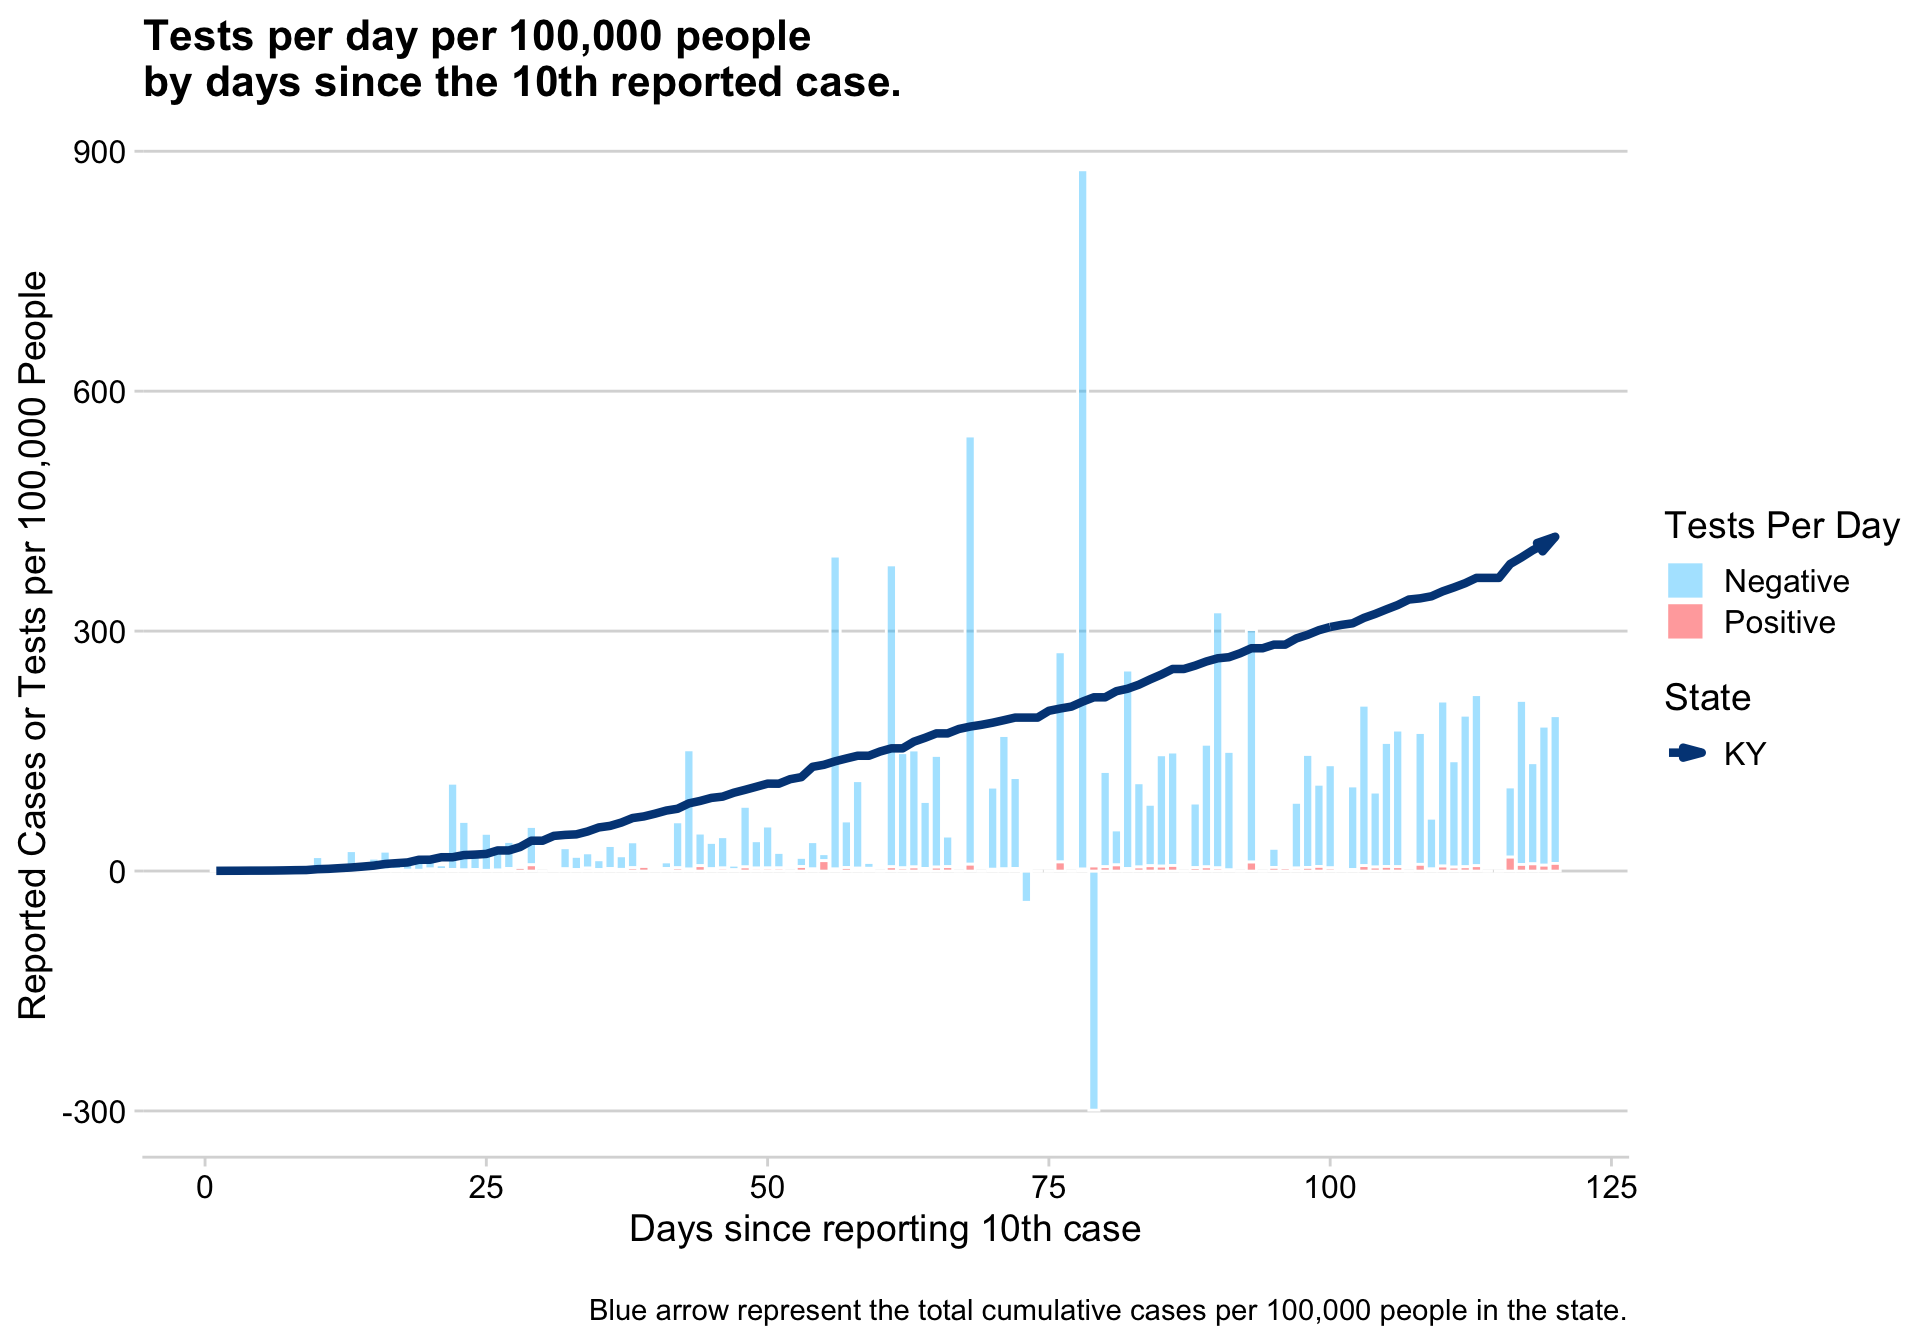 Tests per day per 100,000 people
by days since the 10th reported case.
Reported Cases or Tests per 100,000 People
900
600
300
0
-300
0
25
50
75
100
125
Days since reporting 10th case
Tests Per Day
Negative
Positive
State
KY
Blue arrow represent the total cumulative cases per 100,000 people in the state.